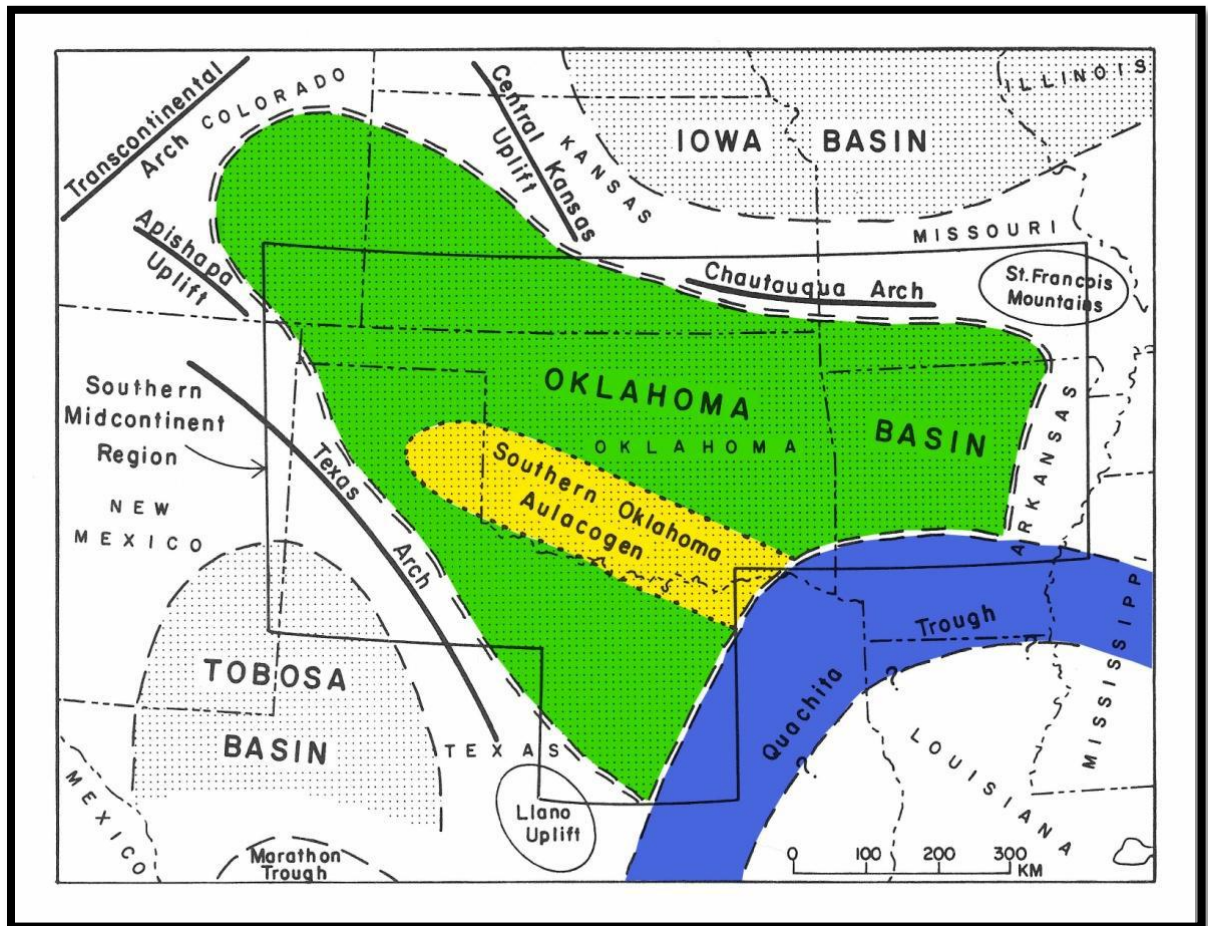 Transcontinental
Arch
COLORADO
Central Kansas
Uplift
KANSAS
IOWA BASIN
ILLINOIS
Apishapa
Uplift
MISSOURI
Chautauqua Arch
St. Francois
Mountains
Southern
Midcontinent
Region
OKLAHOMA
BASIN
OKLAHOMA
Southern Oklahoma
Aulacogen
ARKANSAS
Texas Arch
NEW
MEXICO
TOBOSA
BASIN
TEXAS
Ouachita
Trough
?
?
?
MISSISSIPPI
LOUISIANA
MEXICO
Llano
Uplift
Marathon
Trough
0 100 200 300
KM